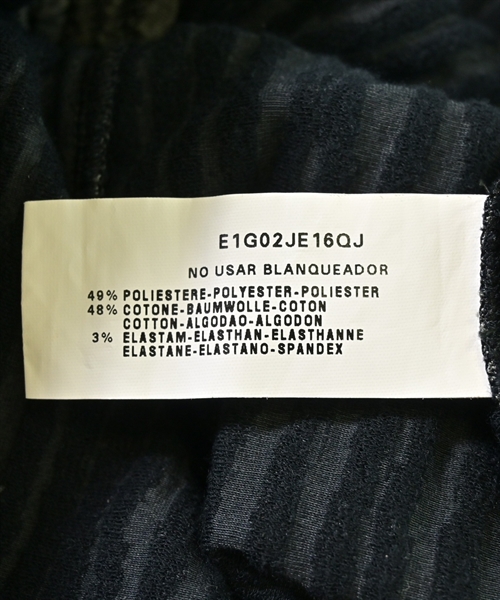 E1G02JE16QJ
NO USAR BLANQUEADOR
49% POLIESTERE-POLYESTER-POLIESTER
48% COTONE-BAUMWOLLE-COTON
COTTON-ALGODAO-ALGODON
3% ELASTAM-ELASTHAN-ELASTHANNE
ELASTANE-ELASTANO-SPANDEX